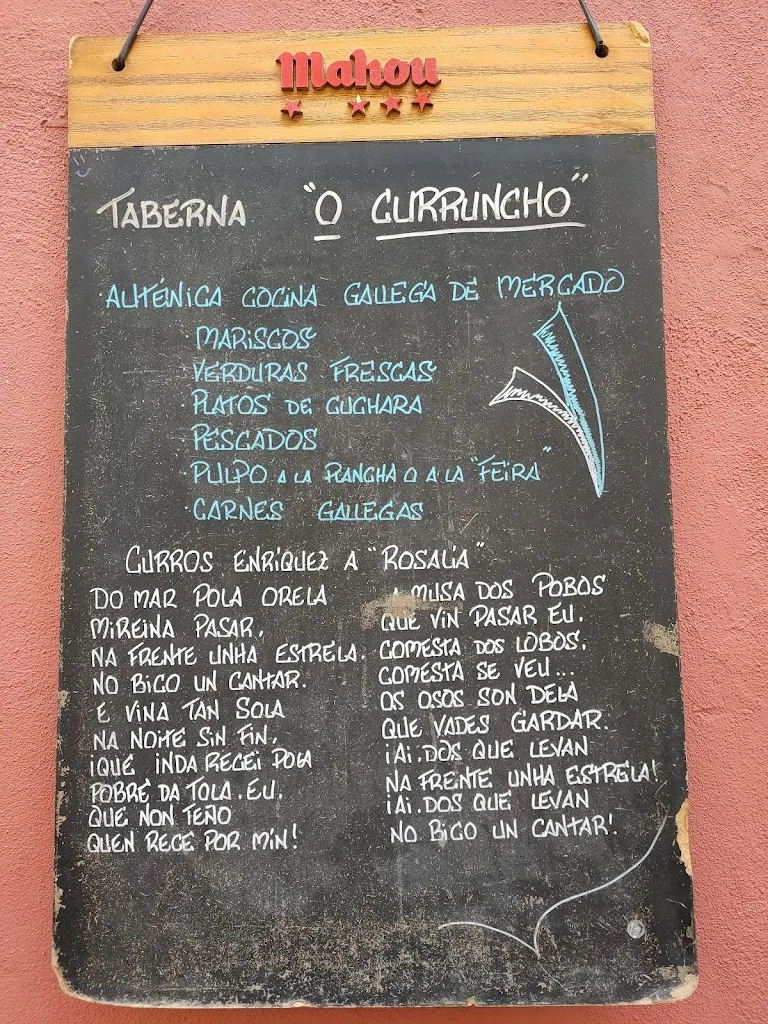 Mahou
TABERNA "O CURRUNCHO"
AUTÉNICA COCINA GALLEGA DE MERCADO
MARISCOS
VERDURAS FRESCAS
PLATOS DE CUCHARA
PESCADOS
PULPO A LA PLANCHA O A LA "FEIRA"
CARNES GALLEGAS
CURROS ENRIQUEZ A "ROSALIA"
DO MAR POLA ORELA
MIREINA PASAR,
NA FRENTE UNHA ESTRELA.
NO BICO UN CANTAR.
E VINA TAN SOLA
NA NOITE SIN FIN,
¡QUE INDA RECEI POLA
POBRE DA TOLA. EU,
QUE NON TEÑO
QUEN RECE POR MIN!
A MUSA DOS POBOS
QUE VIN PASAR EU.
COMESTA DOS LOBOS,
COMESTA SE VEU...
OS OSOS SON DELA
QUE VADES GARDAR.
¡AI. DOS QUE LEVAN
NA FRENTE UNHA ESTRELA!
¡AI. DOS QUE LEVAN
NO BICO UN CANTAR!